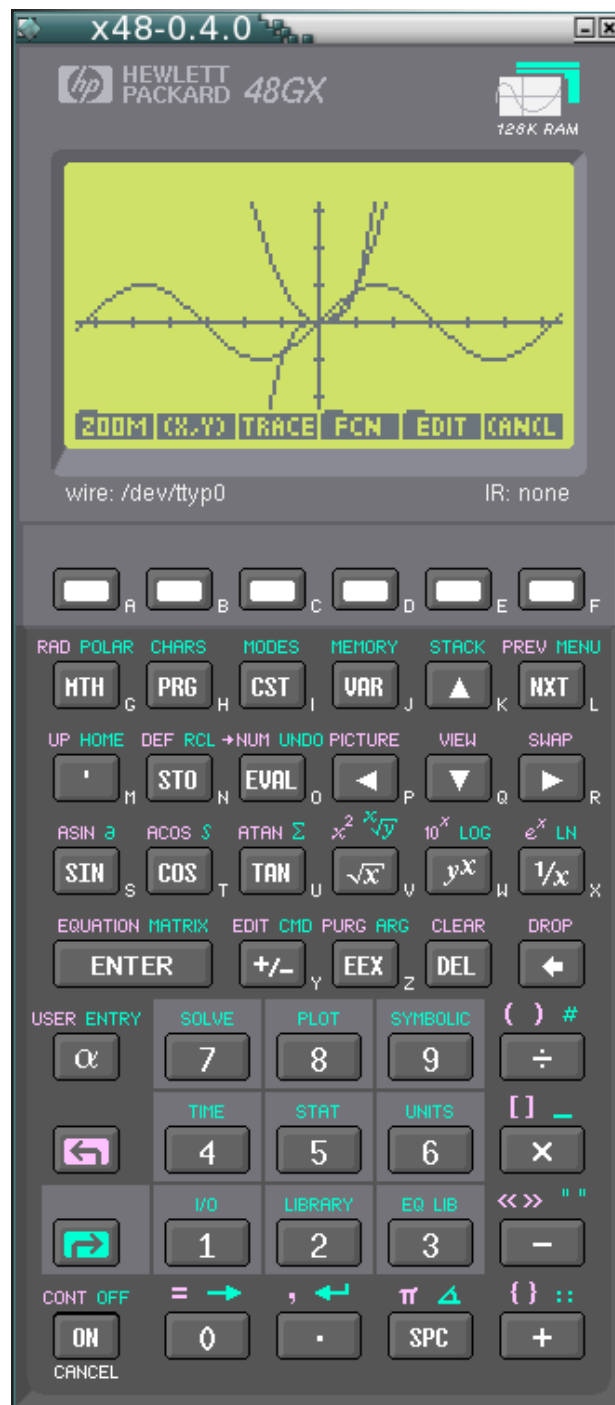 x48-0.4.0
hp HEWLETT PACKARD 48GX
128K RAM
ZOOM (X,Y) TRACE FCN EDIT CANCL
wire: /dev/ttyp0 IR: none
A B C D E F
RAD POLAR CHARS MODES MEMORY STACK PREV MENU
MTH G PRG H CST I VAR J ▲ K NXT L
UP HOME DEF RCL →NUM UNDO PICTURE VIEW SWAP
' M STO N EVAL O ◀ P ▼ Q ▶ R
ASIN ∂ ACOS ∫ ATAN Σ x² ˣ√y 10ˣ LOG eˣ LN
SIN S COS T TAN U √x V yˣ W 1/x X
EQUATION MATRIX EDIT CMD PURG ARG CLEAR DROP
ENTER +/− Y EEX Z DEL ←
USER ENTRY SOLVE PLOT SYMBOLIC ( ) #
α 7 8 9 ÷
TIME STAT UNITS [ ] _
4 5 6 ×
I/O LIBRARY EQ LIB « » " "
1 2 3 −
CONT OFF = → , ↵ π ∡ { } : :
ON 0 . SPC +
CANCEL